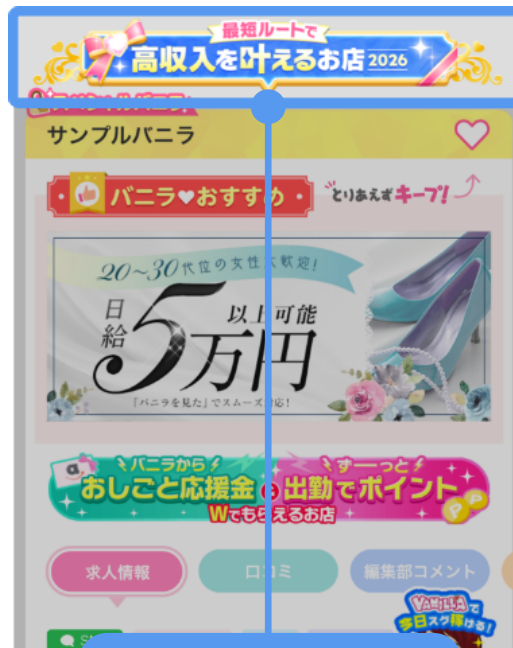 最短ルートで
高収入を叶えるお店2026
サンプルバニラ
バニラ♥おすすめ
とりあえずキープ!
20～30代位の女性大歓迎!
日給5万円以上可能
「バニラを見た」でスムーズ対応!
バニラから すーーっと
おしごと応援金 出勤でポイント
Wでもらえるお店
求人情報 口コミ 編集部コメント
VANILLAで
今日スグ稼げる!